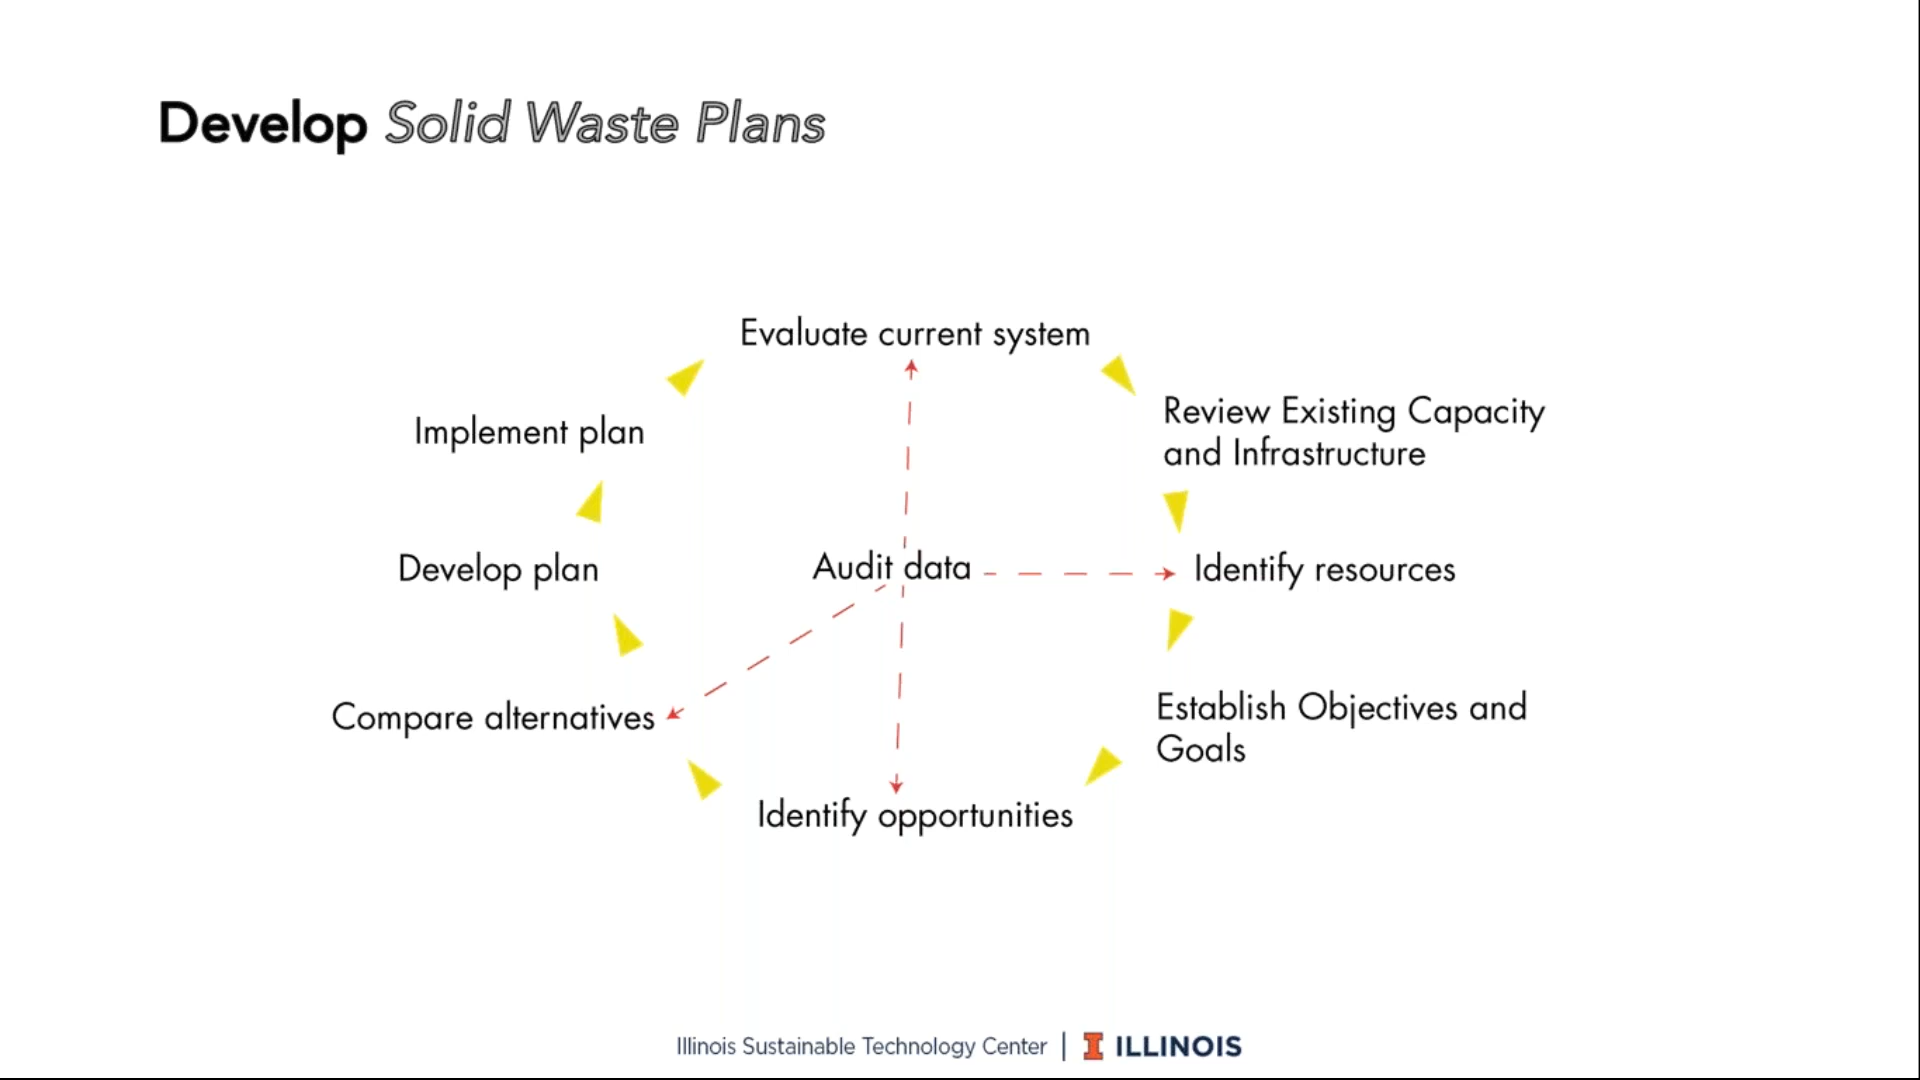 Develop Solid Waste Plans
Evaluate current system
Review Existing Capacity
and Infrastructure
Implement plan
Develop plan
Audit data
Identify resources
Compare alternatives
Establish Objectives and
Goals
Identify opportunities
Illinois Sustainable Technology Center | I ILLINOIS